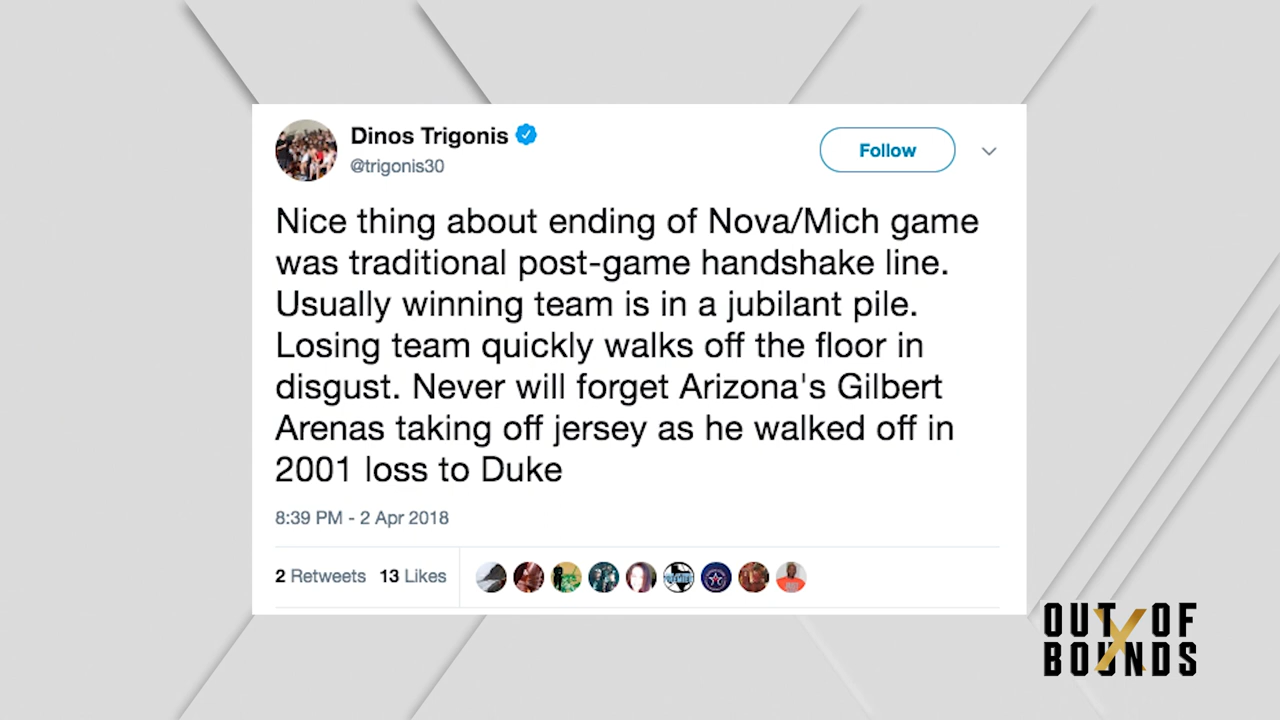 Dinos Trigonis
@trigonis30
Follow
Nice thing about ending of Nova/Mich game
was traditional post-game handshake line.
Usually winning team is in a jubilant pile.
Losing team quickly walks off the floor in
disgust. Never will forget Arizona's Gilbert
Arenas taking off jersey as he walked off in
2001 loss to Duke
8:39 PM - 2 Apr 2018
2 Retweets 13 Likes
OUT OF
BOUNDS